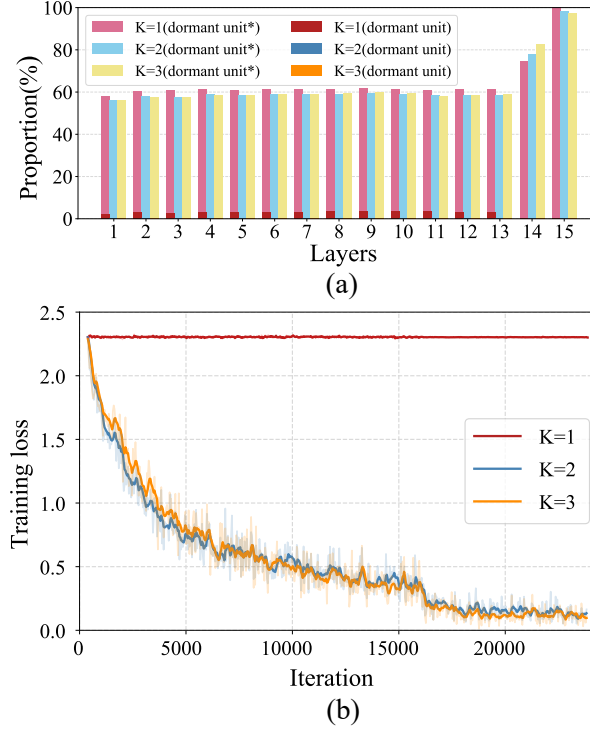 Proportion(%)
100
80
60
40
20
0
K=1(dormant unit*)
K=2(dormant unit*)
K=3(dormant unit*)
K=1(dormant unit)
K=2(dormant unit)
K=3(dormant unit)
1 2 3 4 5 6 7 8 9 10 11 12 13 14 15
Layers
(a)
Training loss
2.5
2.0
1.5
1.0
0.5
0.0
K=1
K=2
K=3
0 5000 10000 15000 20000
Iteration
(b)